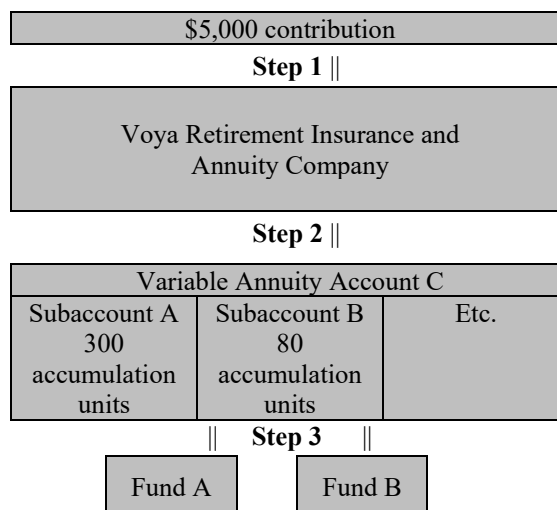 $5,000 contribution
Step 1 ||
Voya Retirement Insurance and
Annuity Company
Step 2 ||
Variable Annuity Account C
Subaccount A
300
accumulation
units
Subaccount B
80
accumulation
units
Etc.
|| Step 3 ||
Fund A
Fund B